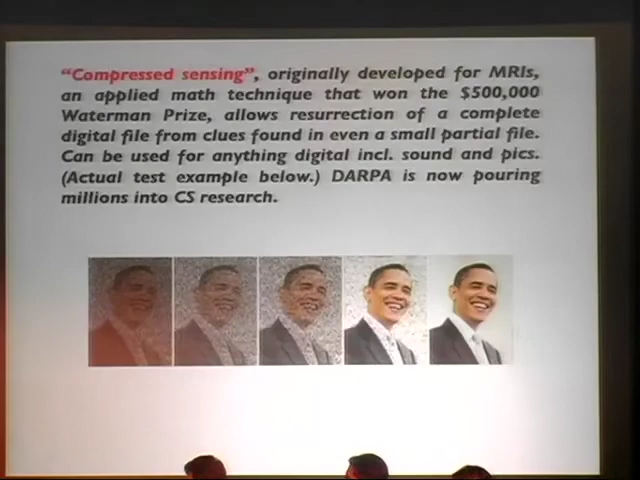 “Compressed sensing”, originally developed for MRIs,
an applied math technique that won the $500,000
Waterman Prize, allows resurrection of a complete
digital file from clues found in even a small partial file.
Can be used for anything digital incl. sound and pics.
(Actual test example below.) DARPA is now pouring
millions into CS research.